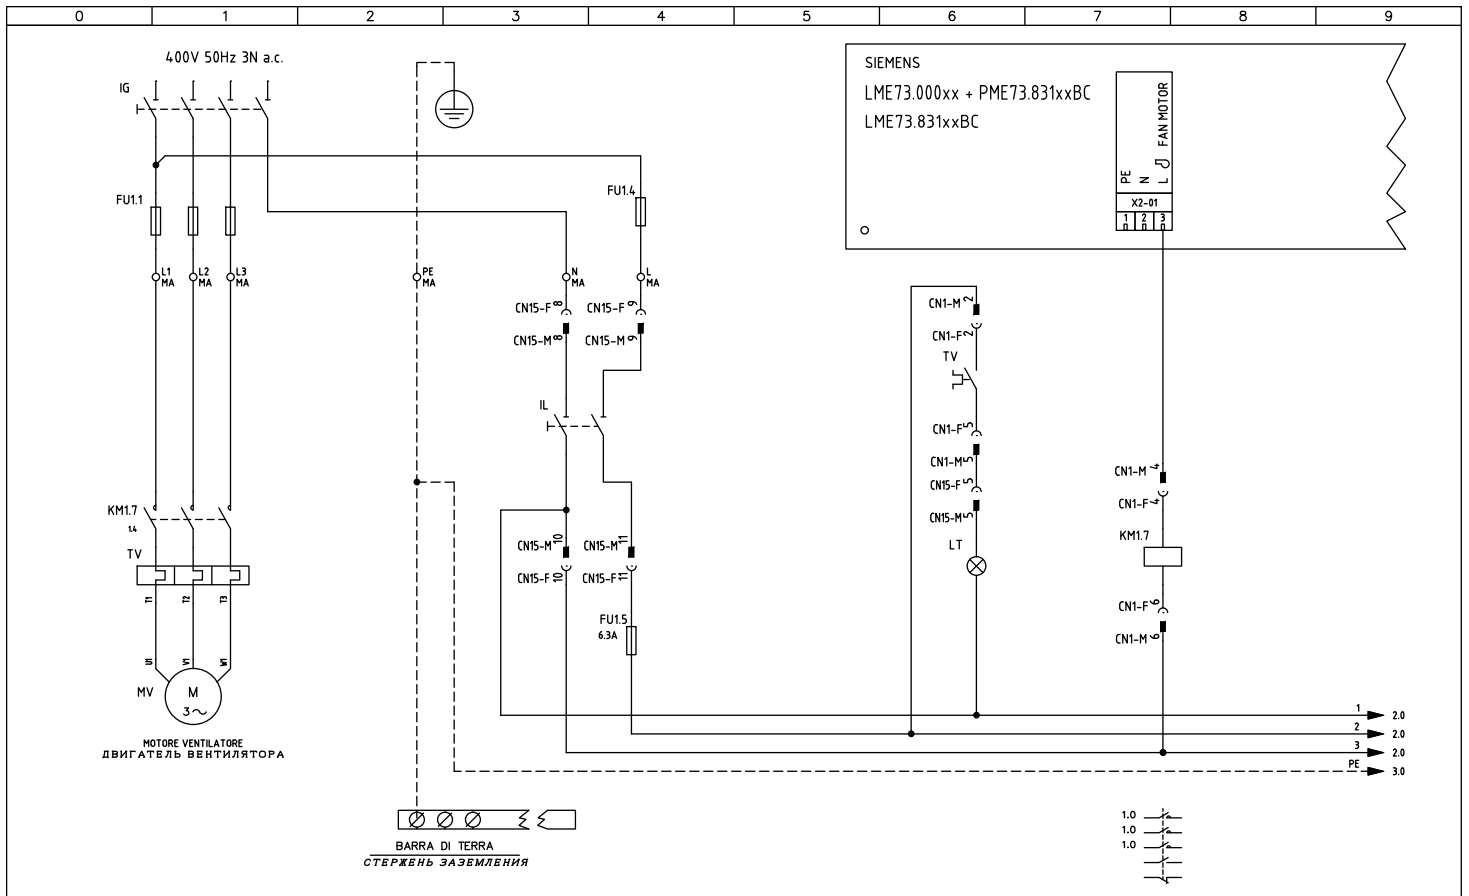 0 1 2 3 4 5 6 7 8 9
400V 50Hz 3N a.c.
IG
FU1.1
L1
MA
L2
MA
L3
MA
KM1.7
1.4
TV
T1
T2
T3
U1
V1
W1
MV
M
3~
MOTORE VENTILATORE
ДВИГАТЕЛЬ ВЕНТИЛЯТОРА
PE
MA
BARRA DI TERRA
СТЕРЖЕНЬ ЗАЗЕМЛЕНИЯ
FU1.4
N
MA
L
MA
CN15-F 8
CN15-F 9
CN15-M 8
CN15-M 9
IL
CN15-M 10
CN15-M 11
CN15-F 10
CN15-F 11
FU1.5
6.3A
SIEMENS
LME73.000xx + PME73.831xxBC
LME73.831xxBC
PE
N
L FAN MOTOR
X2-01
1 2 3
CN1-M 2
CN1-F 2
TV
CN1-F 5
CN1-M 5
CN15-F 5
CN15-M 5
LT
CN1-M 4
CN1-F 4
KM1.7
CN1-F 6
CN1-M 6
1 2.0
2 2.0
3 2.0
PE 3.0
1.0
1.0
1.0